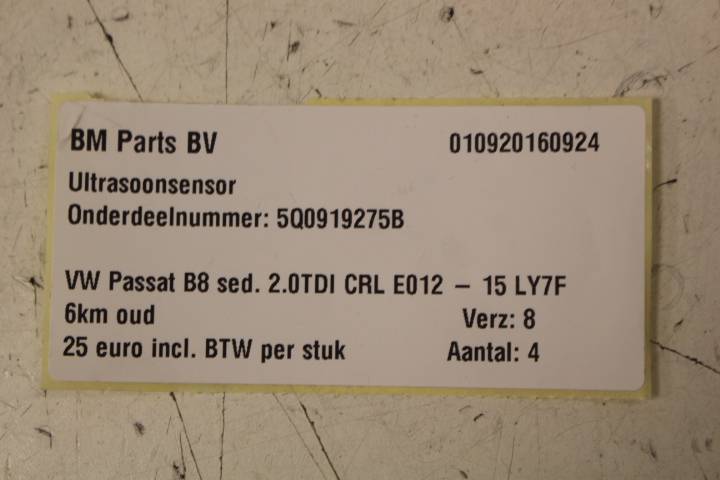 BM Parts BV 010920160924
Ultrasoonsensor
Onderdeelnummer: 5Q0919275B
VW Passat B8 sed. 2.0TDI CRL E012 – 15 LY7F
6km oud Verz: 8
25 euro incl. BTW per stuk Aantal: 4